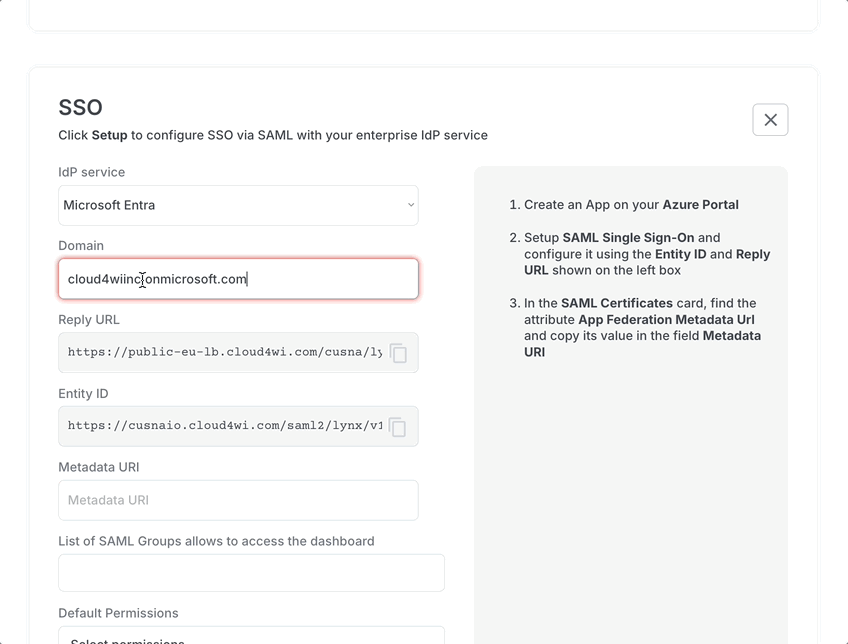 SSO
Click Setup to configure SSO via SAML with your enterprise IdP service
IdP service
Microsoft Entra
Domain
cloud4wiinc.onmicrosoft.com
Reply URL
https://public-eu-lb.cloud4wi.com/cusna/ly
Entity ID
https://cusnaio.cloud4wi.com/saml2/lynx/v1
Metadata URI
Metadata URI
List of SAML Groups allows to access the dashboard
Default Permissions
Select permissions
1. Create an App on your Azure Portal
2. Setup SAML Single Sign-On and
configure it using the Entity ID and Reply
URL shown on the left box
3. In the SAML Certificates card, find the
attribute App Federation Metadata Url
and copy its value in the field Metadata
URI